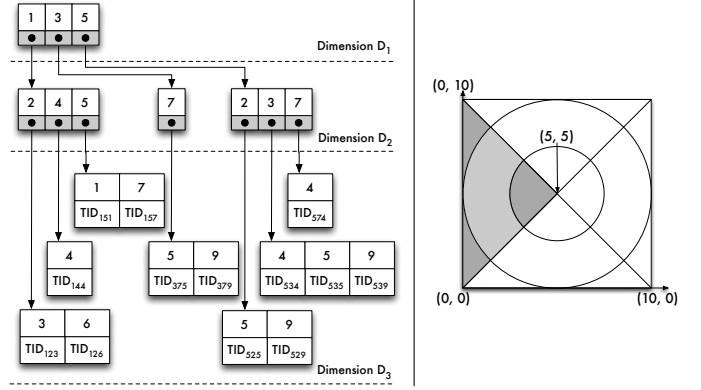 1 3 5
Dimension D1
2 4 5 7 2 3 7
Dimension D2
1 7 4
TID151 TID157 TID574
4 5 9 4 5 9
TID144 TID375 TID379 TID534 TID535 TID539
3 6 5 9
TID123 TID126 TID525 TID529
Dimension D3
(0, 10)
(5, 5)
(0, 0) (10, 0)